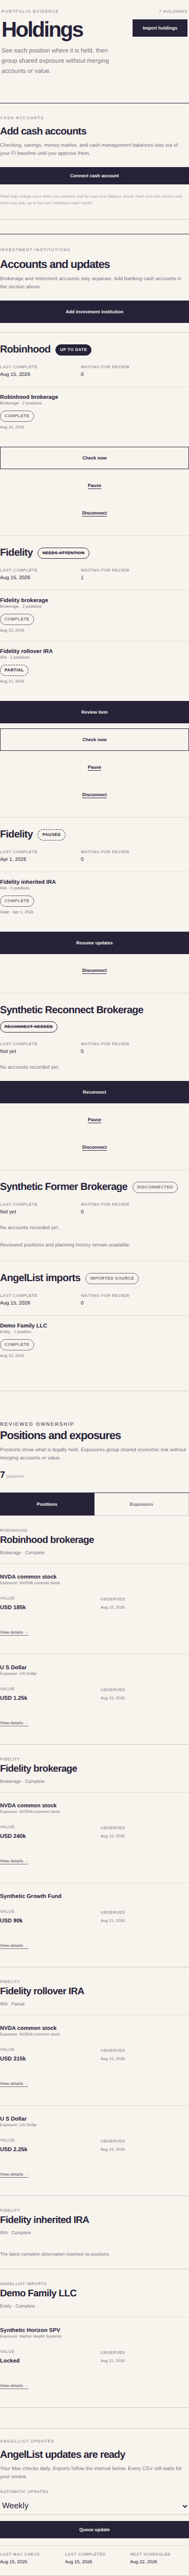 PORTFOLIO EVIDENCE
7 HOLDINGS
Holdings
Import holdings
See each position where it is held, then
group shared exposure without merging
accounts or value.
CASH ACCOUNTS
Add cash accounts
Checking, savings, money-market, and cash-management balances stay out of
your FI baseline until you approve them.
Connect cash account
when you ask, up to four per institution each month.
INVESTMENT INSTITUTIONS
Accounts and updates
Brokerage and retirement accounts stay separate. Add banking cash accounts in
the section above.
Add investment institution
Robinhood
UP TO DATE
LAST COMPLETE
WAITING FOR REVIEW
Aug 15, 2026
0
Robinhood brokerage
Brokerage · 2 positions
COMPLETE
Aug 15, 2026
Check now
Pause
Disconnect
Fidelity
NEEDS ATTENTION
LAST COMPLETE
WAITING FOR REVIEW
Aug 15, 2026
1
Fidelity brokerage
Brokerage · 2 positions
COMPLETE
Aug 15, 2026
Fidelity rollover IRA
IRA · 2 positions
PARTIAL
Aug 15, 2026
Review item
Check now
Pause
Disconnect
Fidelity
PAUSED
LAST COMPLETE
WAITING FOR REVIEW
Apr 1, 2026
0
Fidelity inherited IRA
IRA · 0 positions
COMPLETE
Stale · Apr 1, 2026
Resume updates
Disconnect
Synthetic Reconnect Brokerage
RECONNECT NEEDED
LAST COMPLETE
WAITING FOR REVIEW
Not yet
0
No accounts recorded yet.
Reconnect
Pause
Disconnect
Synthetic Former Brokerage
DISCONNECTED
LAST COMPLETE
WAITING FOR REVIEW
Not yet
0
No accounts recorded yet.
Reviewed positions and planning history remain available.
AngelList imports
IMPORTED SOURCE
LAST COMPLETE
WAITING FOR REVIEW
Aug 15, 2026
0
Demo Family LLC
Entity · 1 position
COMPLETE
Aug 15, 2026
REVIEWED OWNERSHIP
Positions and exposures
Positions show what is legally held. Exposures group shared economic risk without
merging accounts or value.
7 positions
Positions
Exposures
ROBINHOOD
Robinhood brokerage
Brokerage · Complete
NVDA common stock
Exposure: NVIDIA common stock
VALUE
OBSERVED
USD 185k
Aug 15, 2026
View details
U S Dollar
Exposure: US Dollar
VALUE
OBSERVED
USD 1.25k
Aug 15, 2026
View details
FIDELITY
Fidelity brokerage
Brokerage · Complete
NVDA common stock
Exposure: NVIDIA common stock
VALUE
OBSERVED
USD 240k
Aug 15, 2026
View details
Synthetic Growth Fund
VALUE
OBSERVED
USD 90k
Aug 15, 2026
View details
FIDELITY
Fidelity rollover IRA
IRA · Partial
NVDA common stock
Exposure: NVIDIA common stock
VALUE
OBSERVED
USD 315k
Aug 15, 2026
View details
U S Dollar
Exposure: US Dollar
VALUE
OBSERVED
USD 2.25k
Aug 15, 2026
View details
FIDELITY
Fidelity inherited IRA
IRA · Complete
The latest complete observation reported no positions.
ANGELLIST IMPORTS
Demo Family LLC
Entity · Complete
Synthetic Horizon SPV
Exposure: Harbor Health Systems
VALUE
OBSERVED
Locked
Aug 15, 2026
View details
ANGELLIST UPDATES
AngelList updates are ready
Your Mac checks daily. Exports follow the interval below. Every CSV still waits for
your review.
AUTOMATIC UPDATES
Weekly
Queue update
LAST MAC CHECK
LAST COMPLETED
NEXT SCHEDULED
Aug 15, 2026
Aug 15, 2026
Aug 22, 2026